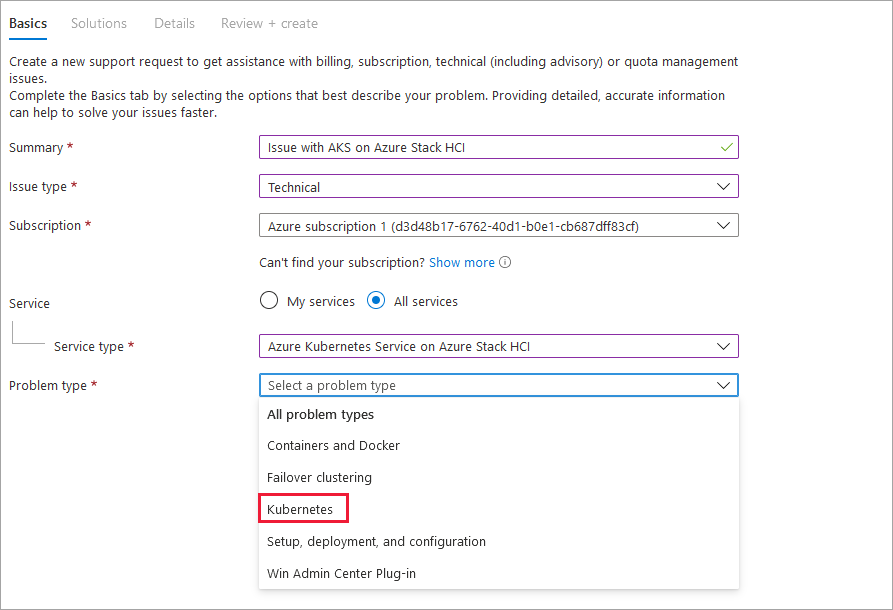 Basics Solutions Details Review + create
Create a new support request to get assistance with billing, subscription, technical (including advisory) or quota management
issues.
Complete the Basics tab by selecting the options that best describe your problem. Providing detailed, accurate information
can help to solve your issues faster.
Summary * Issue with AKS on Azure Stack HCI
Issue type * Technical
Subscription * Azure subscription 1 (d3d48b17-6762-40d1-b0e1-cb687dff83cf)
Can't find your subscription? Show more
Service My services All services
Service type * Azure Kubernetes Service on Azure Stack HCI
Problem type * Select a problem type
All problem types
Containers and Docker
Failover clustering
Kubernetes
Setup, deployment, and configuration
Win Admin Center Plug-in